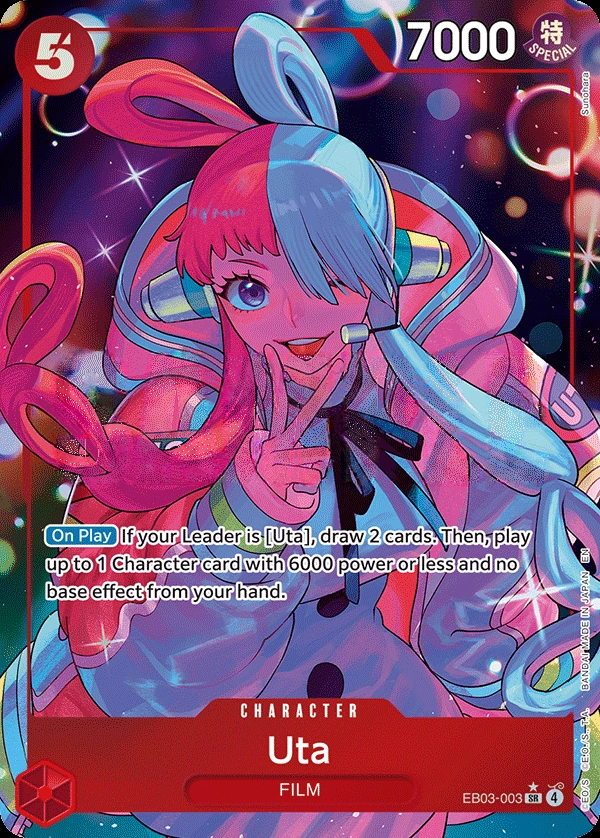 5
7000
特
SPECIAL
Sunohara
On Play If your Leader is [Uta], draw 2 cards. Then, play
up to 1 Character card with 6000 power or less and no
base effect from your hand.
CHARACTER
Uta
FILM
EB03-003 SR 4
©EO/S ©E.O./S.,T.A. BANDAI MADE IN JAPAN EN